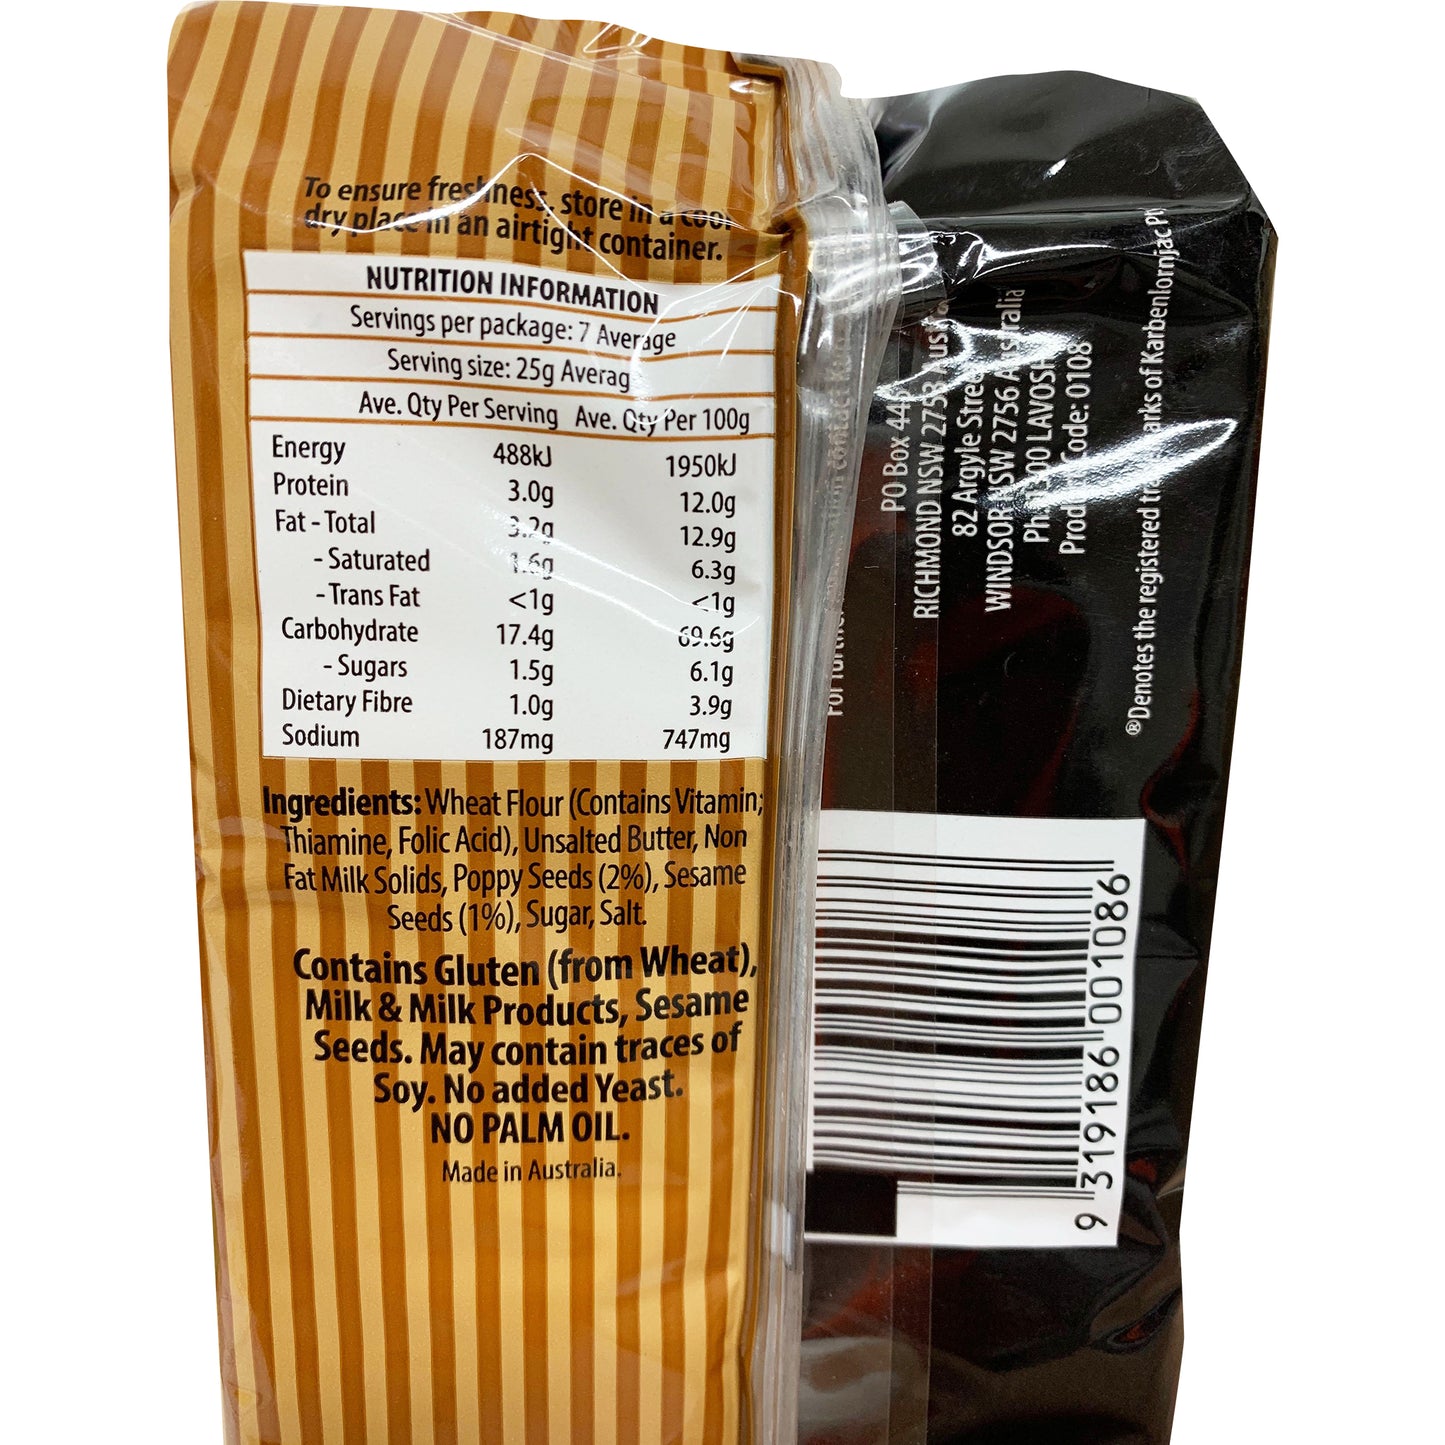 To ensure freshness, store in a cool
dry place in an airtight container.
NUTRITION INFORMATION
Servings per package: 7 Average
Serving size: 25g Averag
Ave. Qty Per Serving Ave. Qty Per 100g
Energy 488kJ 1950kJ
Protein 3.0g 12.0g
Fat - Total 3.2g 12.9g
- Saturated 1.6g 6.3g
- Trans Fat <1g <1g
Carbohydrate 17.4g 69.6g
- Sugars 1.5g 6.1g
Dietary Fibre 1.0g 3.9g
Sodium 187mg 747mg
Ingredients: Wheat Flour (Contains Vitamin;
Thiamine, Folic Acid), Unsalted Butter, Non
Fat Milk Solids, Poppy Seeds (2%), Sesame
Seeds (1%), Sugar, Salt.
Contains Gluten (from Wheat),
Milk & Milk Products, Sesame
Seeds. May contain traces of
Soy. No added Yeast.
NO PALM OIL.
Made in Australia.
contact
PO Box
RICHMOND NSW 2753
82 Argyle Street
WINDSOR NSW 2756 Australia
LAVOSH
Product Code: 0108
®Denotes the registered trademarks of Karbenlornjac
9 319186 001086